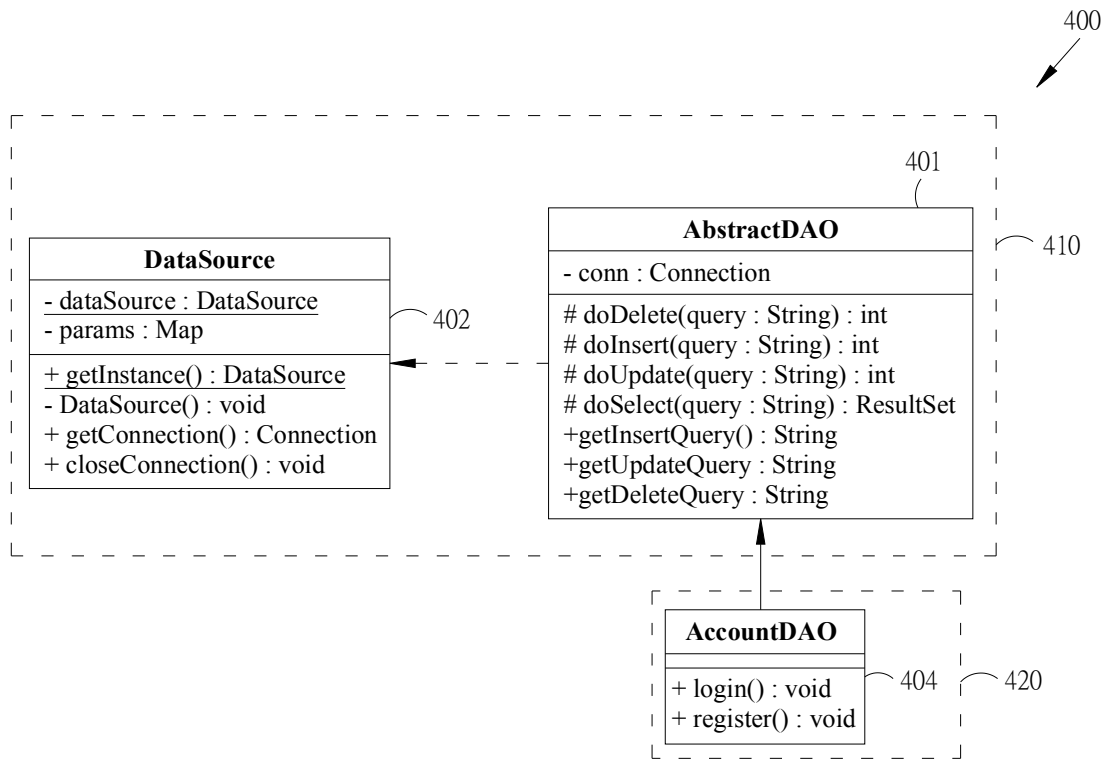 400
401
AbstractDAO
- conn : Connection
# doDelete(query : String) : int
# doInsert(query : String) : int
# doUpdate(query : String) : int
# doSelect(query : String) : ResultSet
+getInsertQuery() : String
+getUpdateQuery : String
+getDeleteQuery : String
410
DataSource
- dataSource : DataSource
- params : Map
+ getInstance() : DataSource
- DataSource() : void
+ getConnection() : Connection
+ closeConnection() : void
402
AccountDAO
+ login() : void
+ register() : void
404
420